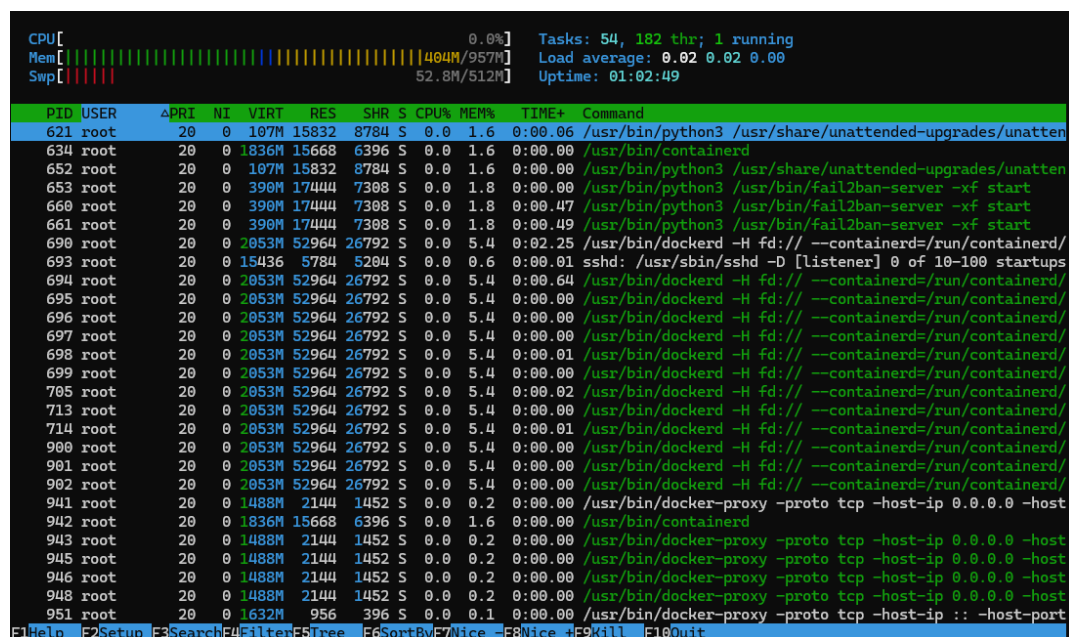 CPU[ 0.0%] Tasks: 54, 182 thr; 1 running
Mem[||||||||||||||||||||||||||||||||||||||||404M/957M] Load average: 0.02 0.02 0.00
Swp[|||||| 52.8M/512M] Uptime: 01:02:49
PID USER △PRI NI VIRT RES SHR S CPU% MEM% TIME+ Command
621 root 20 0 107M 15832 8784 S 0.0 1.6 0:00.06 /usr/bin/python3 /usr/share/unattended-upgrades/unatten
634 root 20 0 1836M 15668 6396 S 0.0 1.6 0:00.00 /usr/bin/containerd
652 root 20 0 107M 15832 8784 S 0.0 1.6 0:00.00 /usr/bin/python3 /usr/share/unattended-upgrades/unatten
653 root 20 0 390M 17444 7308 S 0.0 1.8 0:00.00 /usr/bin/python3 /usr/bin/fail2ban-server -xf start
660 root 20 0 390M 17444 7308 S 0.0 1.8 0:00.47 /usr/bin/python3 /usr/bin/fail2ban-server -xf start
661 root 20 0 390M 17444 7308 S 0.0 1.8 0:00.49 /usr/bin/python3 /usr/bin/fail2ban-server -xf start
690 root 20 0 2053M 52964 26792 S 0.0 5.4 0:02.25 /usr/bin/dockerd -H fd:// --containerd=/run/containerd/
693 root 20 0 15436 5784 5204 S 0.0 0.6 0:00.01 sshd: /usr/sbin/sshd -D [listener] 0 of 10-100 startups
694 root 20 0 2053M 52964 26792 S 0.0 5.4 0:00.64 /usr/bin/dockerd -H fd:// --containerd=/run/containerd/
695 root 20 0 2053M 52964 26792 S 0.0 5.4 0:00.00 /usr/bin/dockerd -H fd:// --containerd=/run/containerd/
696 root 20 0 2053M 52964 26792 S 0.0 5.4 0:00.00 /usr/bin/dockerd -H fd:// --containerd=/run/containerd/
697 root 20 0 2053M 52964 26792 S 0.0 5.4 0:00.00 /usr/bin/dockerd -H fd:// --containerd=/run/containerd/
698 root 20 0 2053M 52964 26792 S 0.0 5.4 0:00.01 /usr/bin/dockerd -H fd:// --containerd=/run/containerd/
699 root 20 0 2053M 52964 26792 S 0.0 5.4 0:00.00 /usr/bin/dockerd -H fd:// --containerd=/run/containerd/
705 root 20 0 2053M 52964 26792 S 0.0 5.4 0:00.02 /usr/bin/dockerd -H fd:// --containerd=/run/containerd/
713 root 20 0 2053M 52964 26792 S 0.0 5.4 0:00.00 /usr/bin/dockerd -H fd:// --containerd=/run/containerd/
714 root 20 0 2053M 52964 26792 S 0.0 5.4 0:00.01 /usr/bin/dockerd -H fd:// --containerd=/run/containerd/
900 root 20 0 2053M 52964 26792 S 0.0 5.4 0:00.00 /usr/bin/dockerd -H fd:// --containerd=/run/containerd/
901 root 20 0 2053M 52964 26792 S 0.0 5.4 0:00.00 /usr/bin/dockerd -H fd:// --containerd=/run/containerd/
902 root 20 0 2053M 52964 26792 S 0.0 5.4 0:00.00 /usr/bin/dockerd -H fd:// --containerd=/run/containerd/
941 root 20 0 1488M 2144 1452 S 0.0 0.2 0:00.00 /usr/bin/docker-proxy -proto tcp -host-ip 0.0.0.0 -host
942 root 20 0 1836M 15668 6396 S 0.0 1.6 0:00.00 /usr/bin/containerd
943 root 20 0 1488M 2144 1452 S 0.0 0.2 0:00.00 /usr/bin/docker-proxy -proto tcp -host-ip 0.0.0.0 -host
945 root 20 0 1488M 2144 1452 S 0.0 0.2 0:00.00 /usr/bin/docker-proxy -proto tcp -host-ip 0.0.0.0 -host
946 root 20 0 1488M 2144 1452 S 0.0 0.2 0:00.00 /usr/bin/docker-proxy -proto tcp -host-ip 0.0.0.0 -host
948 root 20 0 1488M 2144 1452 S 0.0 0.2 0:00.00 /usr/bin/docker-proxy -proto tcp -host-ip 0.0.0.0 -host
951 root 20 0 1632M 956 396 S 0.0 0.1 0:00.00 /usr/bin/docker-proxy -proto tcp -host-ip :: -host-port
F1Help F2Setup F3SearchF4FilterF5Tree F6SortByF7Nice -F8Nice +F9Kill F10Quit